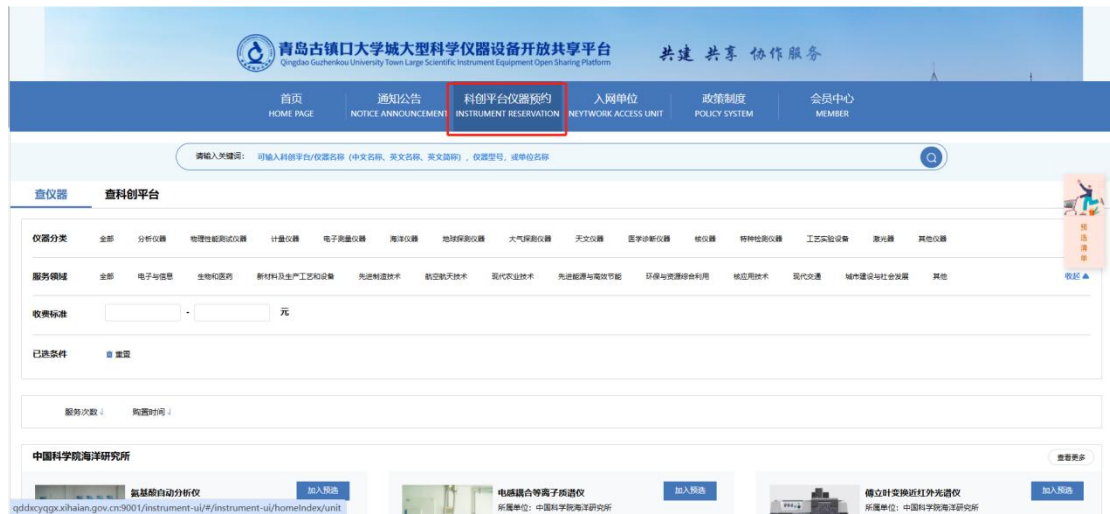 青岛古镇口大学城大型科学仪器设备开放共享平台
Qingdao Guzhenkou University Town Large Scientific Instrument Equipment Open Sharing Platform
共建 共享 协作服务
首页 通知公告 科创平台仪器预约 入网单位 政策制度 会员中心
HOME PAGE NOTICE ANNOUNCEMENT INSTRUMENT RESERVATION NEYTWORK ACCESS UNIT POLICY SYSTEM MEMBER
请输入关键词: 可输入科创平台/仪器名称 (中文名称、英文名称、英文简称) , 仪器型号, 或单位名称
查仪器 查科创平台
预选清单
仪器分类 全部 分析仪器 物理性能测试仪器 计量仪器 电子测量仪器 海洋仪器 地球探测仪器 大气探测仪器 天文仪器 医学诊断仪器 核仪器 特种检测仪器 工艺实验设备 激光器 其他仪器
服务领域 全部 电子与信息 生物和医药 新材料及生产工艺和设备 先进制造技术 航空航天技术 现代农业技术 先进能源与高效节能 环保与资源综合利用 核应用技术 现代交通 城市建设与社会发展 其他 收起
收费标准 - 元
已选条件 重置
服务次数 购置时间
中国科学院海洋研究所 查看更多
氨基酸自动分析仪 加入预选 电感耦合等离子质谱仪 加入预选 傅立叶变换近红外光谱仪 加入预选
所属单位: 中国科学院海洋研究所 所属单位: 中国科学院海洋研究所
qddxcyqgx.xihaian.gov.cn:9001/instrument-ui/#/instrument-ui/homeIndex/unit